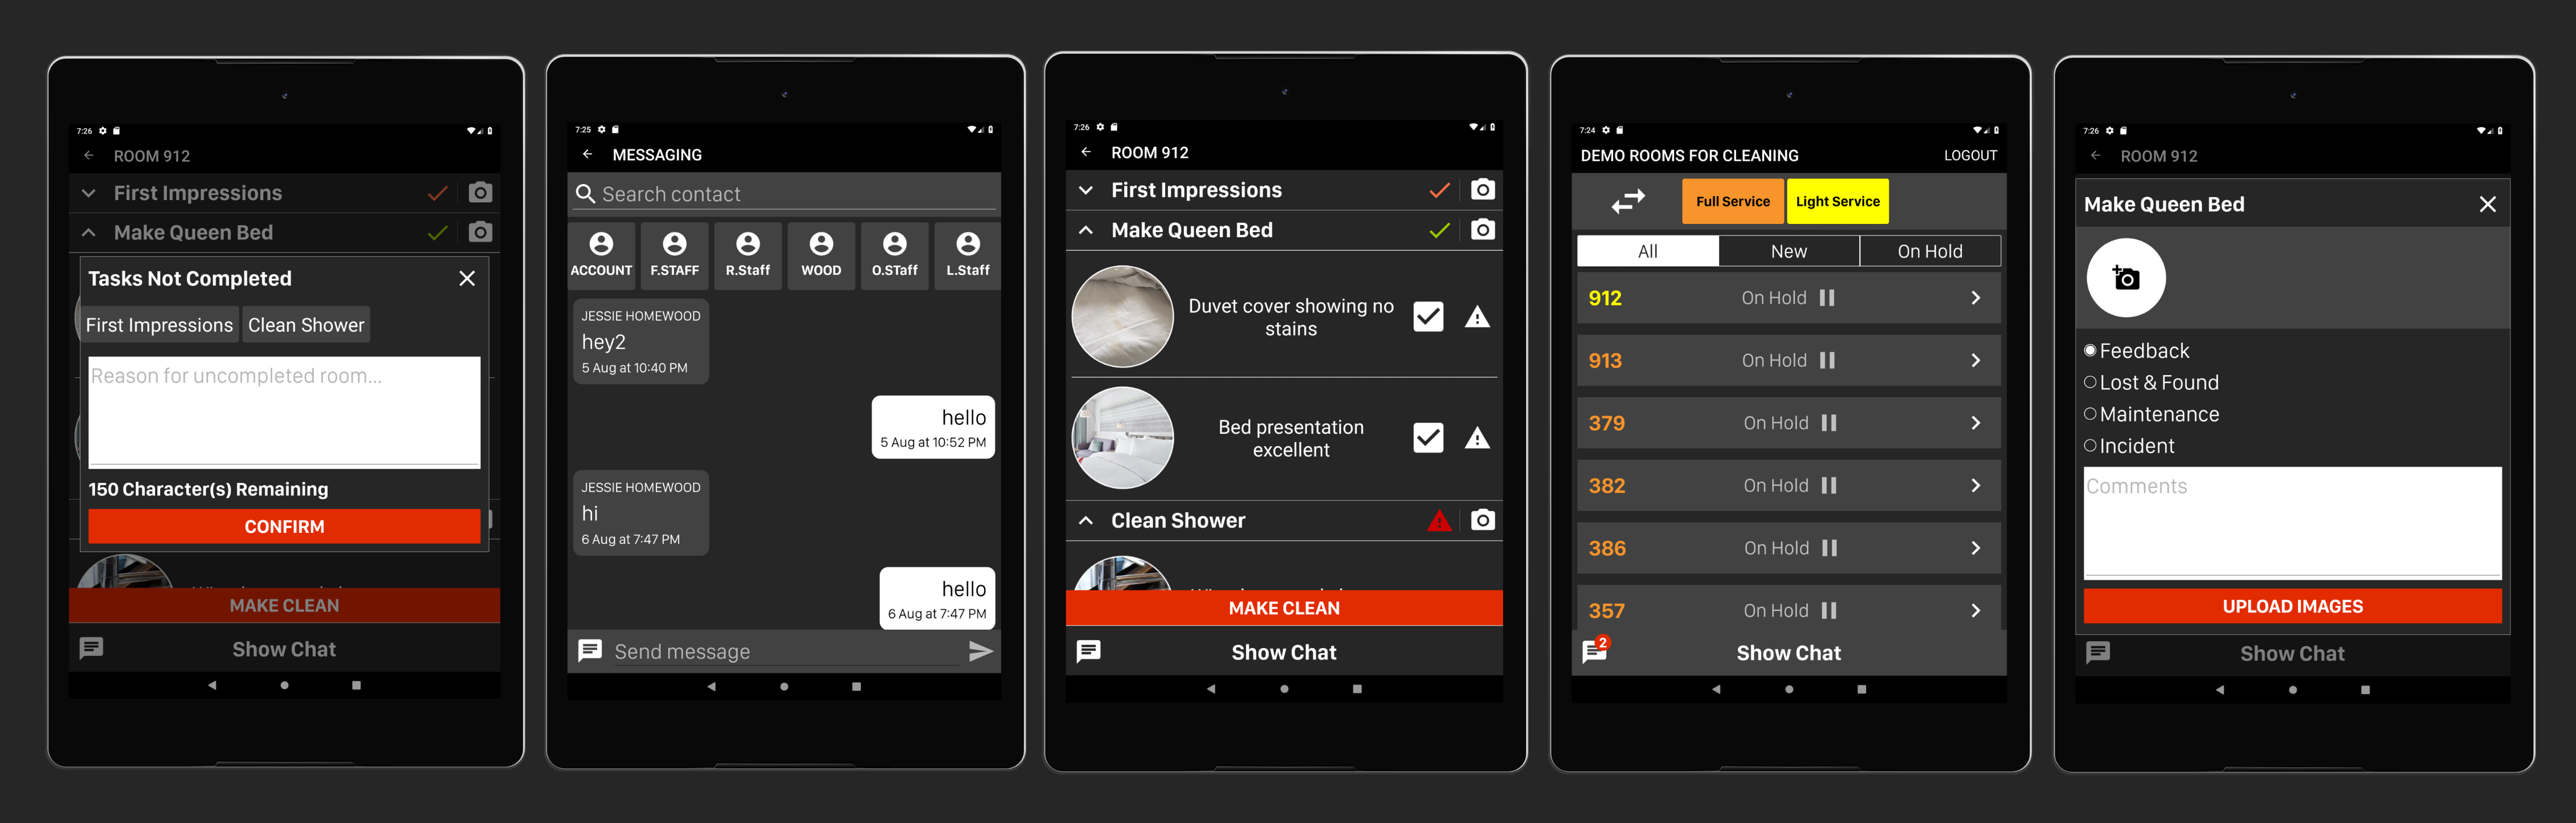 7:26
ROOM 912
First Impressions
Make Queen Bed
Tasks Not Completed
First Impressions Clean Shower
Reason for uncompleted room...
150 Character(s) Remaining
CONFIRM
MAKE CLEAN
Show Chat
7:25
MESSAGING
Search contact
ACCOUNT F.STAFF R.Staff WOOD O.STaff L.Staff
JESSIE HOMEWOOD
hey2
5 Aug at 10:40 PM
hello
5 Aug at 10:52 PM
JESSIE HOMEWOOD
hi
6 Aug at 7:47 PM
hello
6 Aug at 7:47 PM
Send message
7:26
ROOM 912
First Impressions
Make Queen Bed
Duvet cover showing no
stains
Bed presentation
excellent
Clean Shower
MAKE CLEAN
Show Chat
7:24
DEMO ROOMS FOR CLEANING LOGOUT
Full Service Light Service
All New On Hold
912 On Hold
913 On Hold
379 On Hold
382 On Hold
386 On Hold
357 On Hold
2
Show Chat
7:26
ROOM 912
Make Queen Bed
Feedback
Lost & Found
Maintenance
Incident
Comments
UPLOAD IMAGES
Show Chat